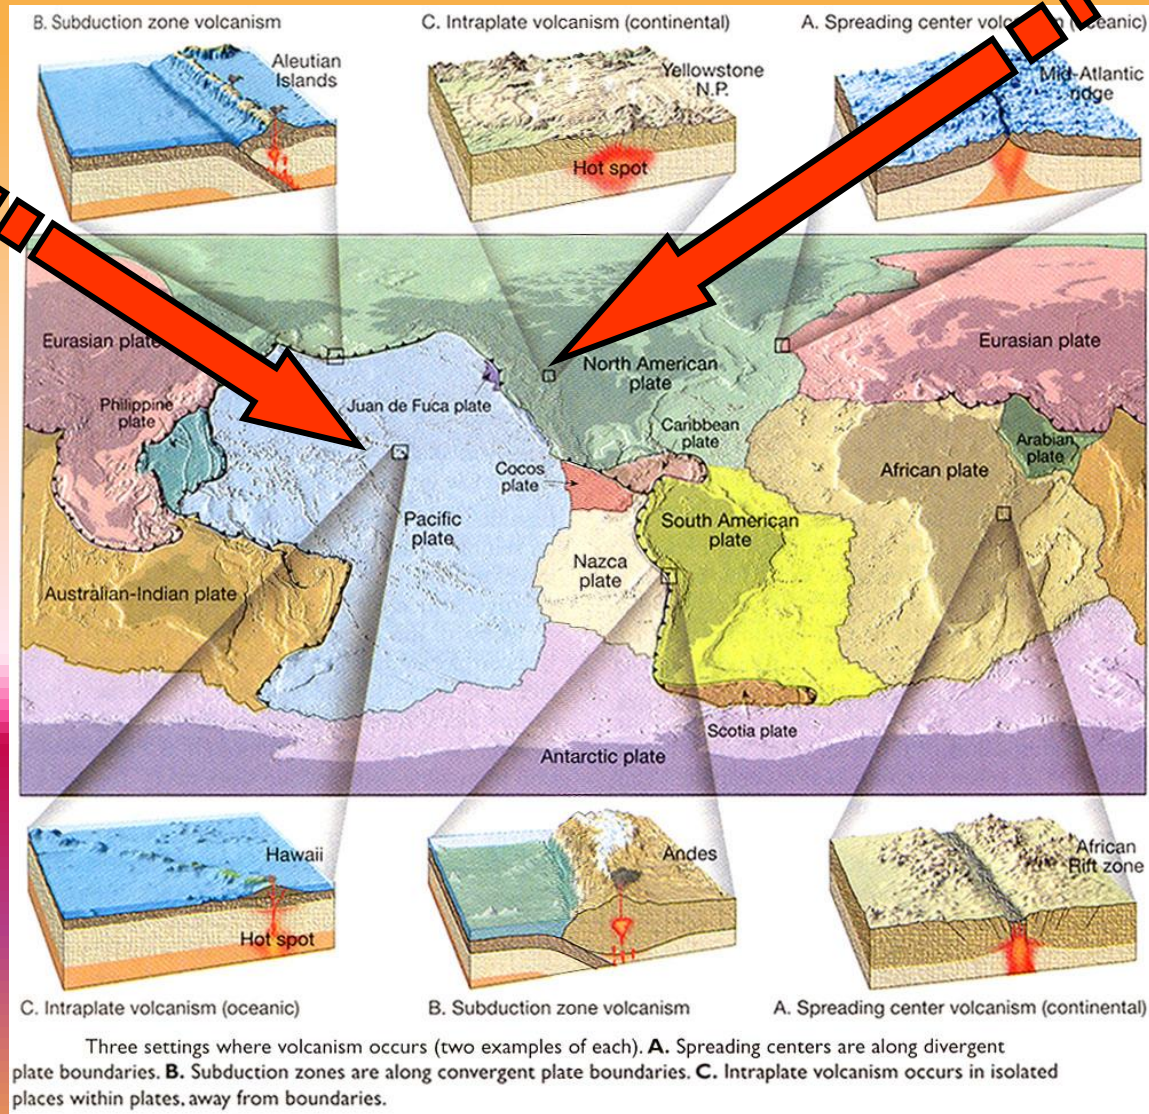 B. Subduction zone volcanism
C. Intraplate volcanism (continental)
A. Spreading center (oceanic)
Aleutian
Islands
Yellowstone
N.P.
Hot spot
Mid-Atlantic
ridge
Eurasian plate
North American
plate
Eurasian plate
Philippine
plate
Juan de Fuca plate
Caribbean
plate
Arabian
plate
Cocos
plate
African plate
Pacific
plate
South American
plate
Nazca
plate
Australian-Indian plate
Scotia plate
Antarctic plate
Hawaii
Hot spot
Andes
African
Rift zone
C. Intraplate volcanism (oceanic)
B. Subduction zone volcanism
A. Spreading center volcanism (continental)
Three settings where volcanism occurs (two examples of each). A. Spreading centers are along divergent
plate boundaries. B. Subduction zones are along convergent plate boundaries. C. Intraplate volcanism occurs in isolated
places within plates, away from boundaries.